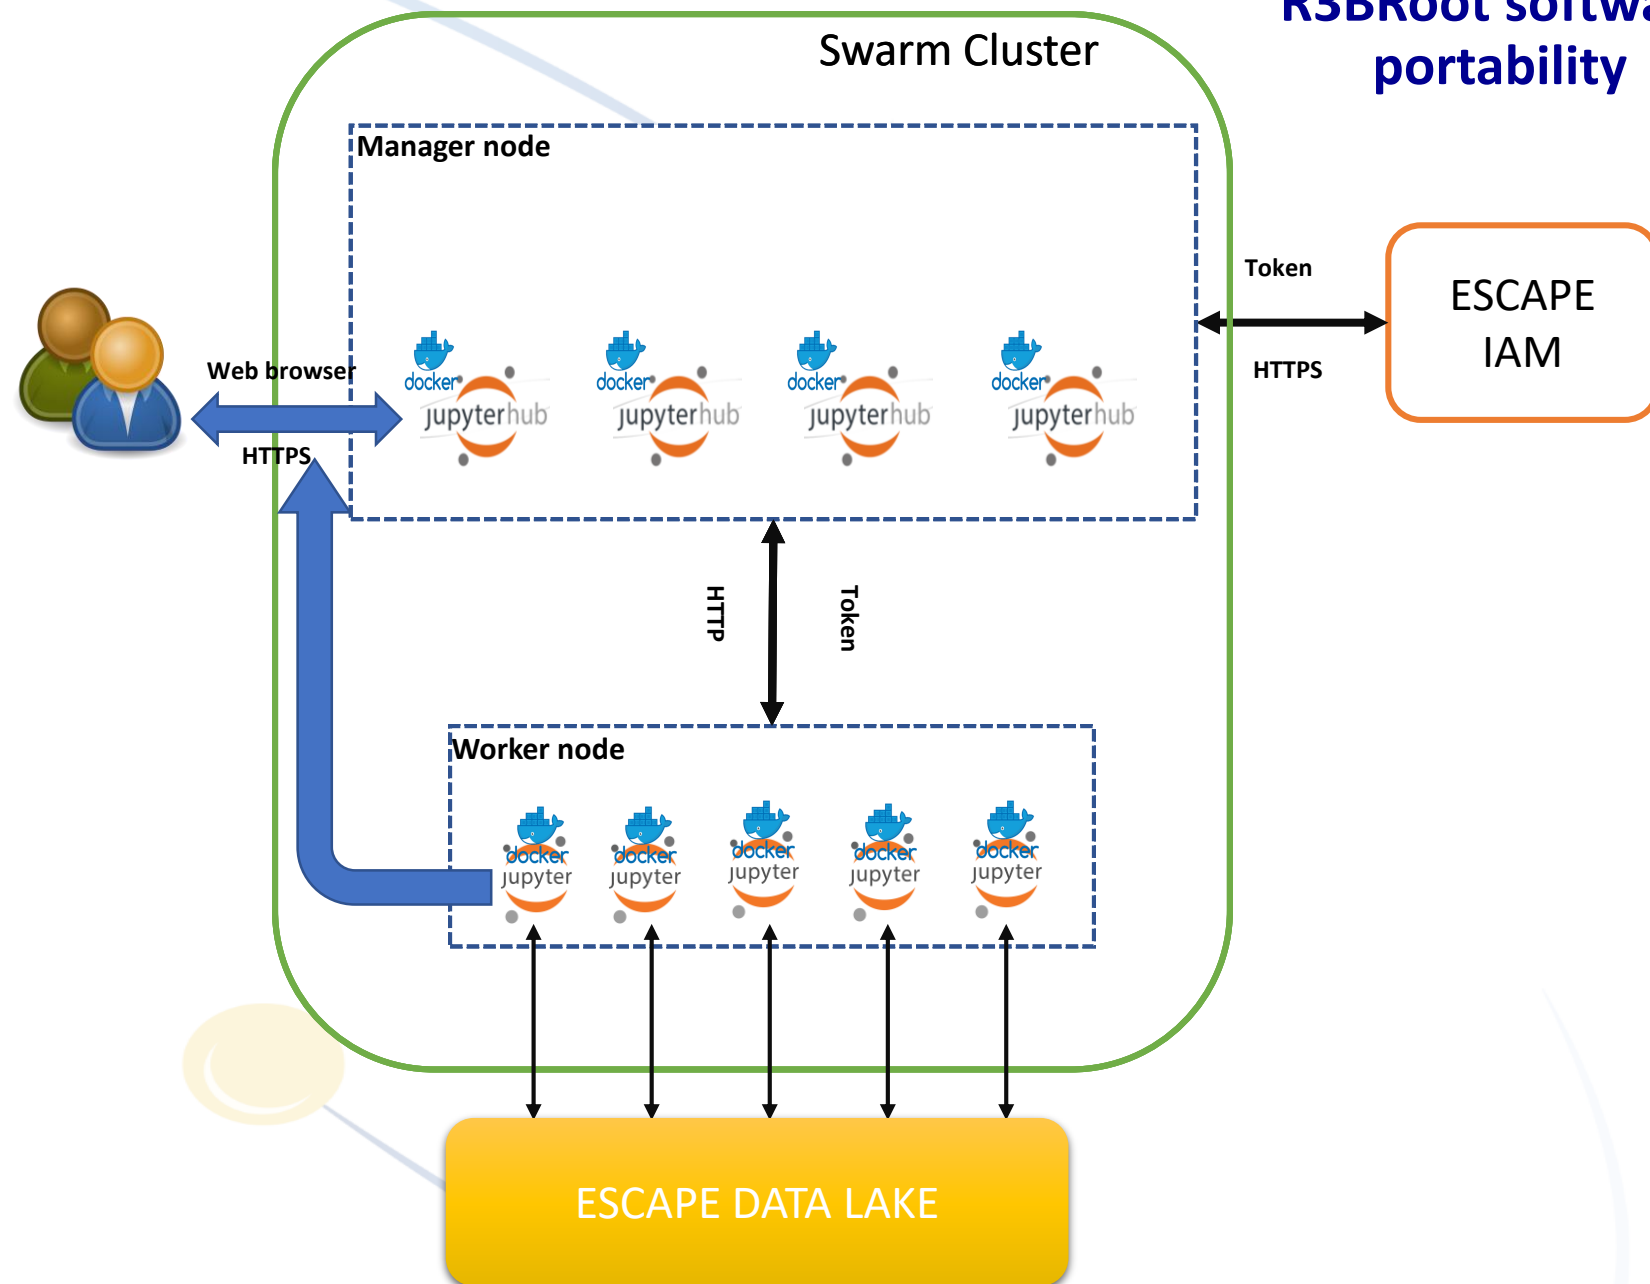 R3BRoot
portability
Swarm Cluster
Manager node
Token
ESCAPE
IAM
HTTPS
Web browser
HTTPS
docker
jupyterhub
docker
jupyterhub
docker
jupyterhub
docker
jupyterhub
HTTP
Token
Worker node
docker
jupyter
docker
jupyter
docker
jupyter
docker
jupyter
docker
jupyter
ESCAPE DATA LAKE